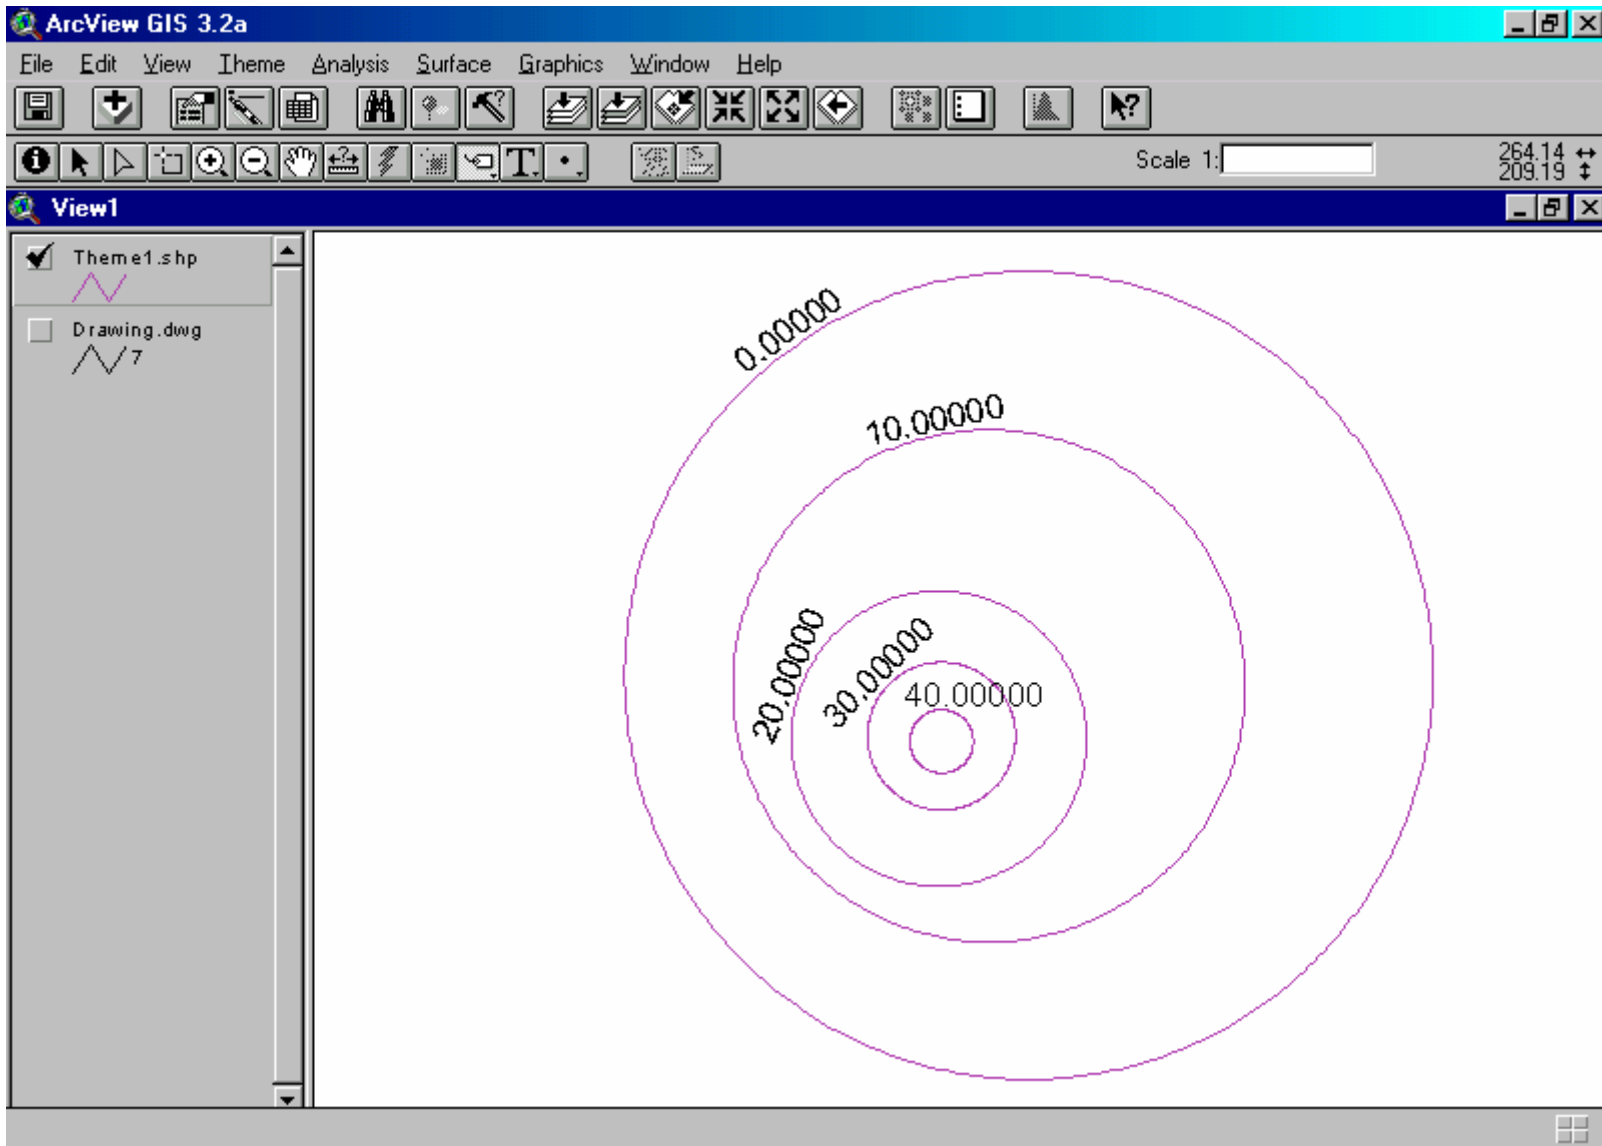 ArcView GIS 3.2a
File Edit View Theme Analysis Surface Graphics Window Help
Scale 1:
264.14
209.19
View1
Theme1.shp
Drawing.dwg
7
0.00000
10.00000
20.00000
30.00000
40.00000